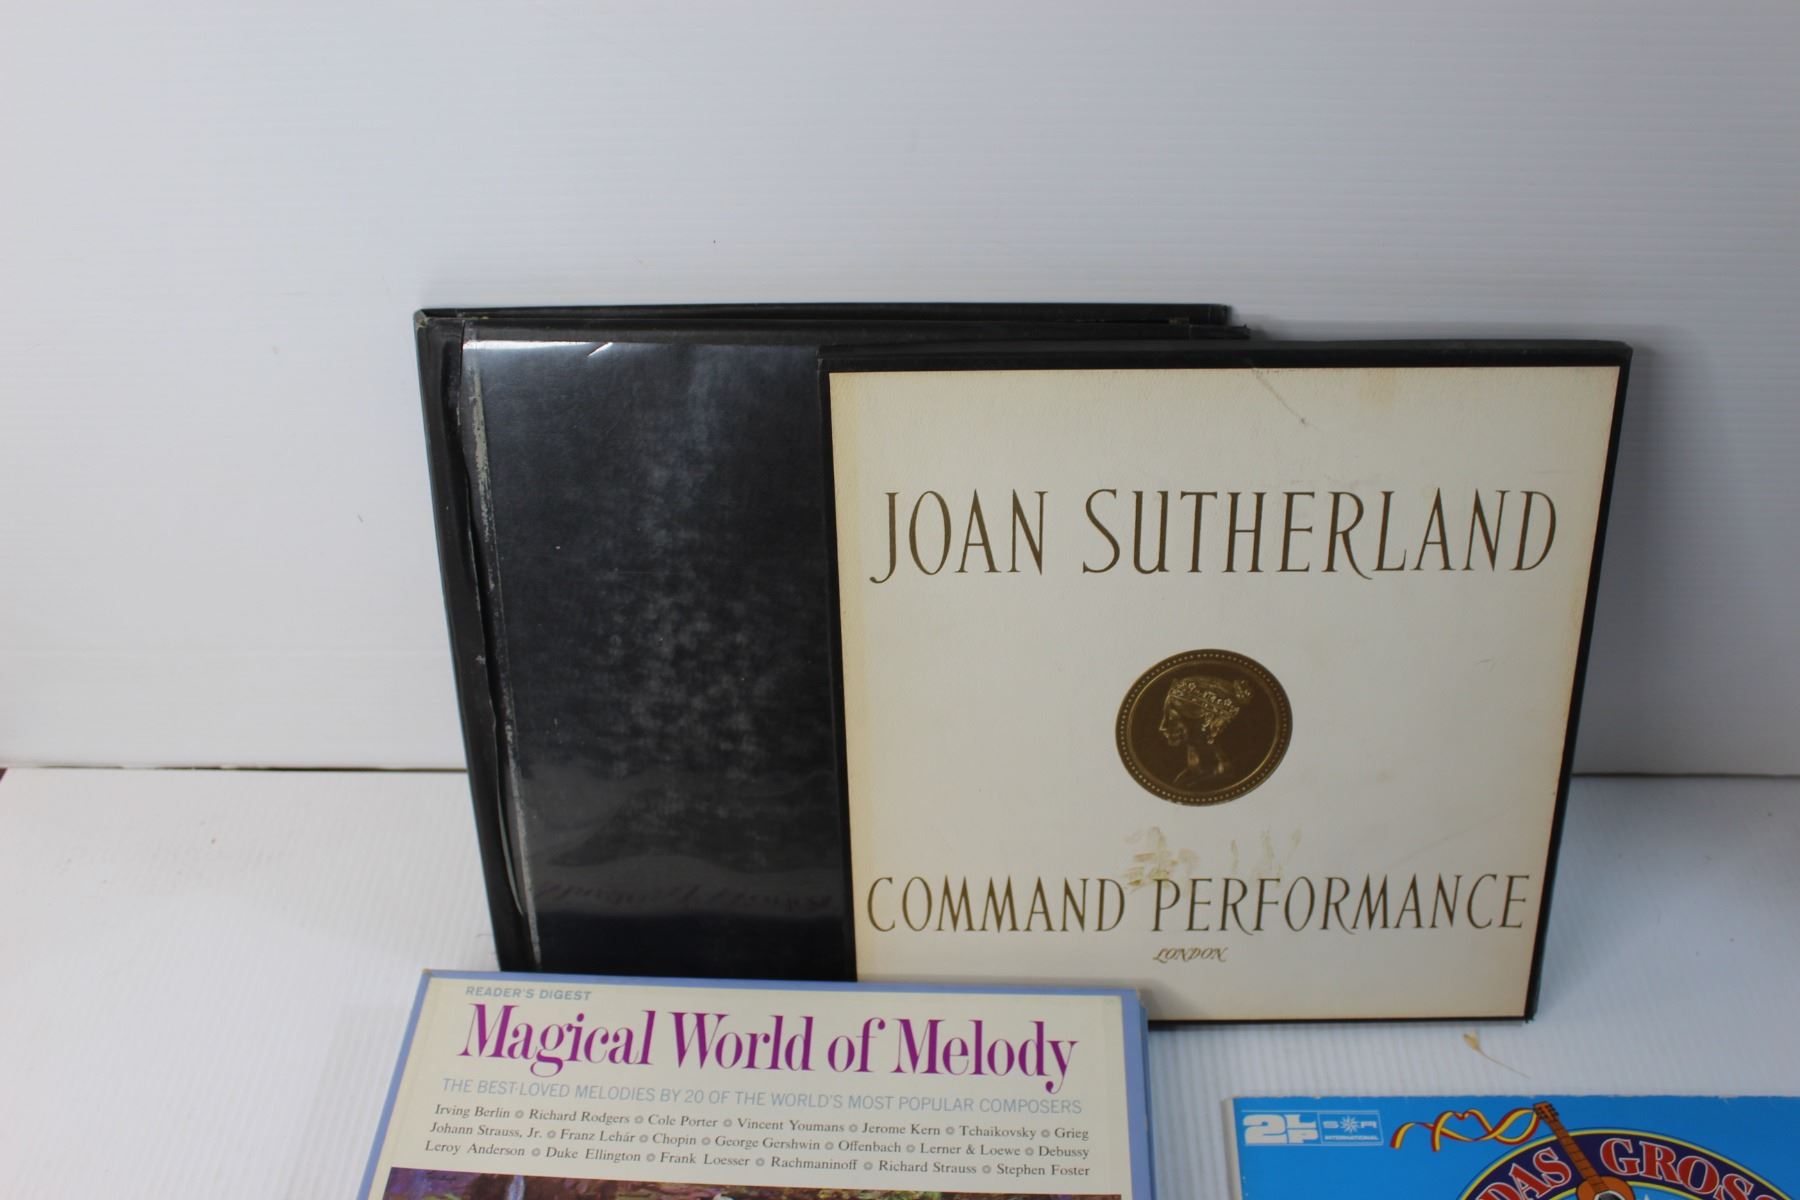 JOAN SUTHERLAND
COMMAND PERFORMANCE
LONDON
READER'S DIGEST
Magical World of Melody
THE BEST-LOVED MELODIES BY 20 OF THE WORLD'S MOST POPULAR COMPOSERS
Irving Berlin Richard Rodgers Cole Porter Vincent Youmans Jerome Kern Tchaikovsky Grieg
Johann Strauss, Jr. Franz Lehár Chopin George Gershwin Offenbach Lerner & Loewe Debussy
Leroy Anderson Duke Ellington Frank Loesser Rachmaninoff Richard Strauss Stephen Foster
2LP
INTERNATIONAL
DAS GROS